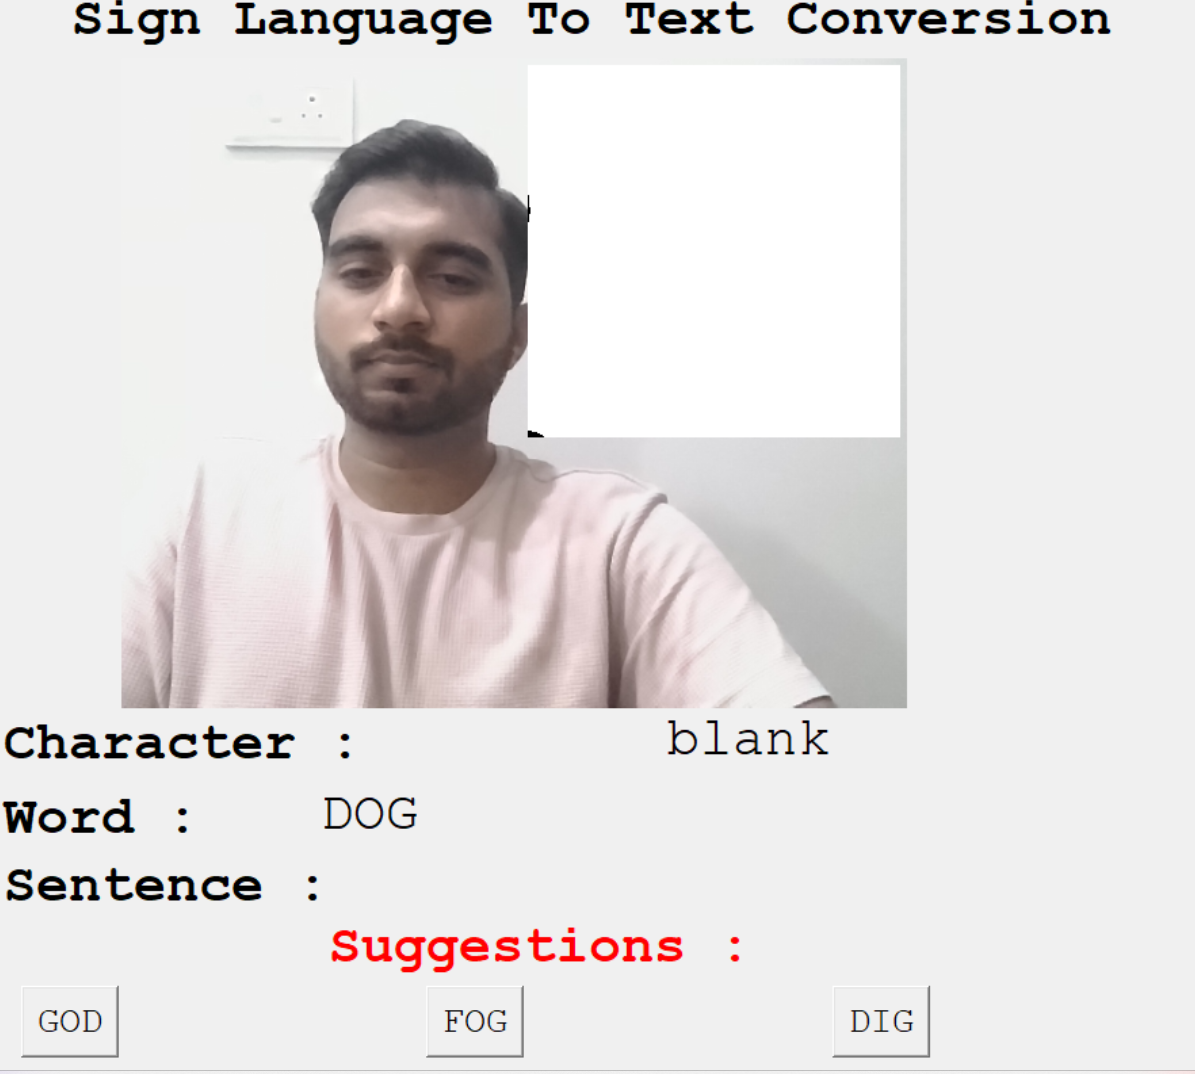 Sign Language To Text Conversion
Character : blank
Word : DOG
Sentence :
Suggestions :
GOD FOG DIG